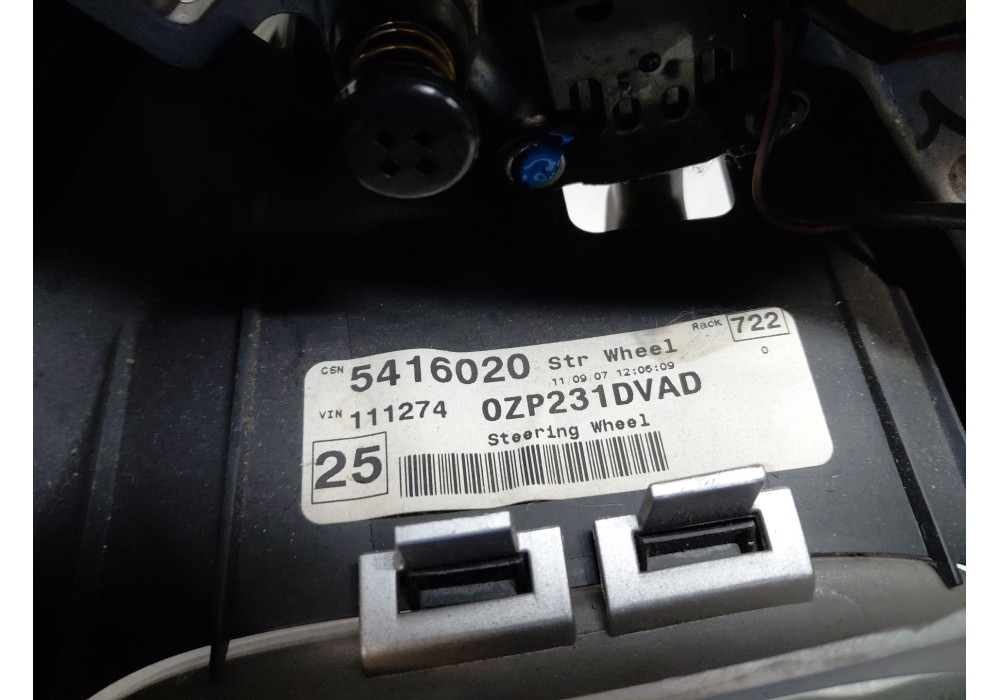 CSN 5416020 Str Wheel Rack 722
11/09/07 12:06:09 0
VIN 111274 0ZP231DVAD
Steering Wheel
25